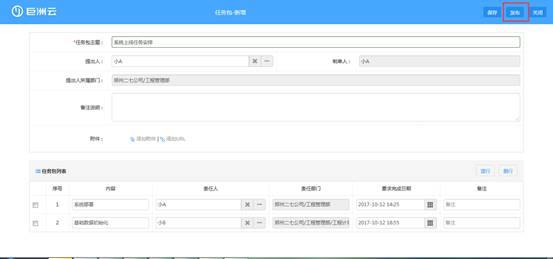 巨洲云 任务包-新增 保存 发布 关闭
*任务包主题： 系统上线任务安排
提出人： 小A 制单人： 小A
提出人所属部门： 郑州二七公司/工程管理部
备注说明：
附件： 添加附件 | 添加URL
任务包列表 增行 删行
序号 内容 责任人 责任部门 要求完成日期 备注
1 系统部署 小A 郑州二七公司/工程管理部 2017-10-12 14:25 备注
2 基础数据初始化 小B 郑州二七公司/工程管理部/工程计 2017-10-12 18:55 备注